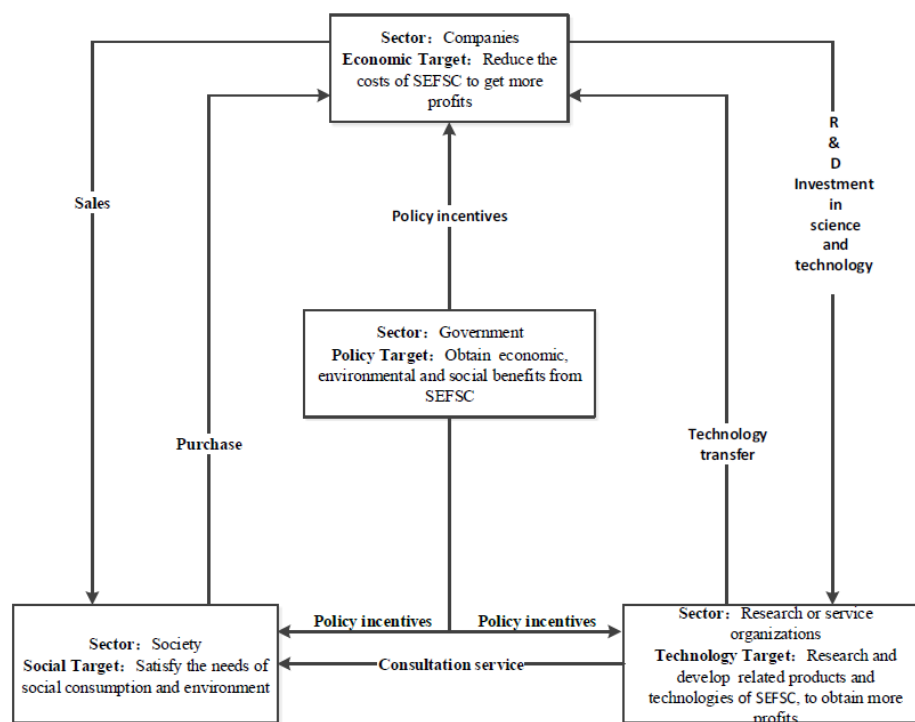 Sector：Companies
Economic Target：Reduce the
costs of SEFSC to get more
profits
R
&
D
Investment
in
science
and
technology
Sales
Policy incentives
Sector：Government
Policy Target：Obtain economic,
environmental and social benefits from
SEFSC
Purchase
Technology
transfer
Sector：Society
Social Target：Satisfy the needs of
social consumption and environment
Policy incentives
Policy incentives
Consultation service
Sector：Research or service
organizations
Technology Target：Research and
develop related products and
technologies of SEFSC, to obtain more
profits